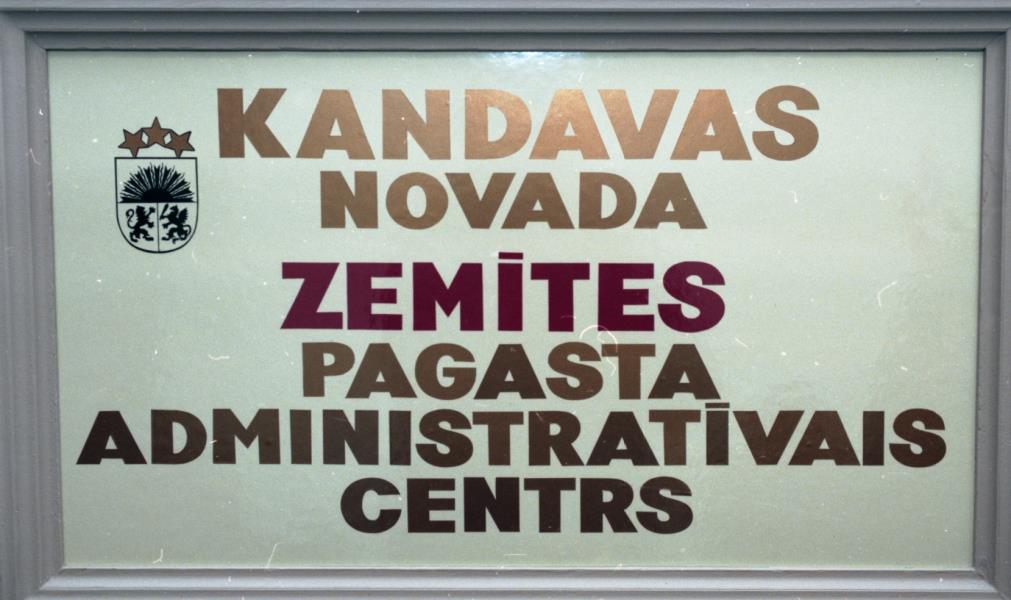 KANDAVAS
NOVADA
ZEMĪTES
PAGASTA
ADMINISTRATĪVAIS
CENTRS